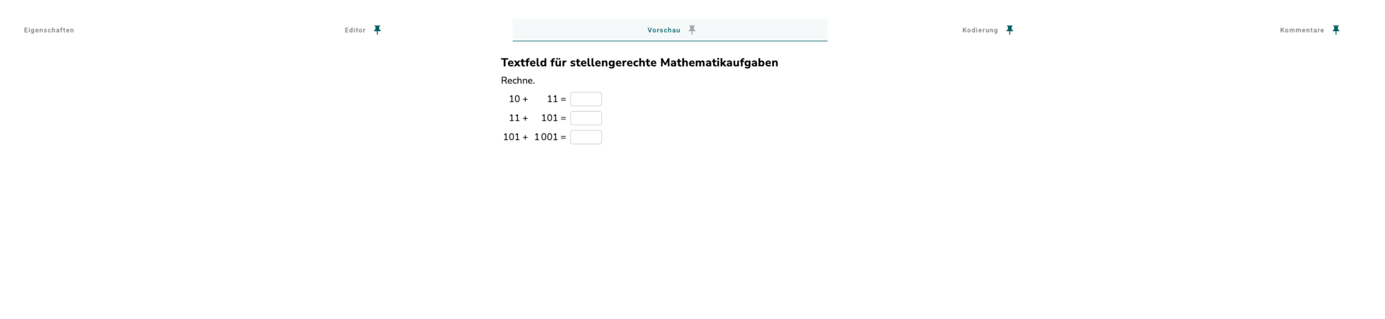 Eigenschaften Editor Vorschau Kodierung Kommentare
Textfeld für stellengerechte Mathematikaufgaben
Rechne.
10 + 11 =
11 + 101 =
101 + 1 001 =